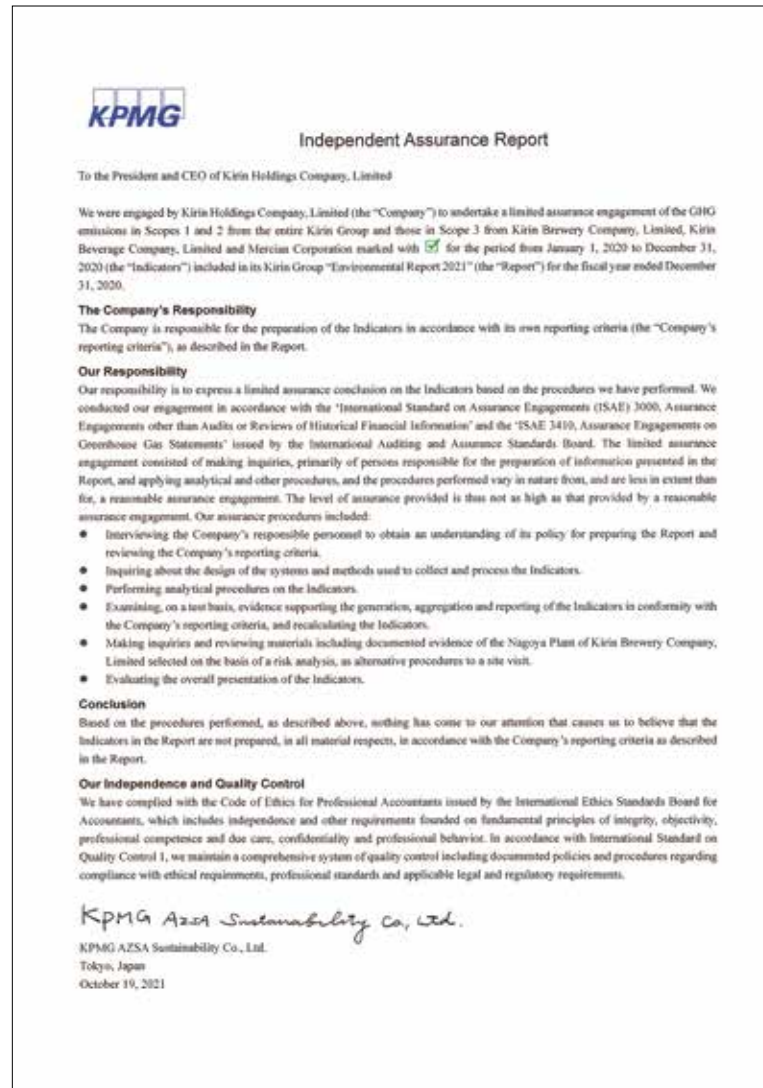 KPMG
Independent Assurance Report
To the President and CEO of Kirin Holdings Company, Limited
We were engaged by Kirin Holdings Company, Limited (the “Company”) to undertake a limited assurance engagement of the GHG
emissions in Scopes 1 and 2 from the entire Kirin Group and those in Scope 3 from Kirin Brewery Company, Limited, Kirin
Beverage Company, Limited and Mercian Corporation marked with ☑ for the period from January 1, 2020 to December 31,
2020 (the “Indicators”) included in its Kirin Group “Environmental Report 2021” (the “Report”) for the fiscal year ended December
31, 2020.
The Company’s Responsibility
The Company is responsible for the preparation of the Indicators in accordance with its own reporting criteria (the “Company’s
reporting criteria”), as described in the Report.
Our Responsibility
Our responsibility is to express a limited assurance conclusion on the Indicators based on the procedures we have performed. We
conducted our engagement in accordance with the ‘International Standard on Assurance Engagements (ISAE) 3000, Assurance
Engagements other than Audits or Reviews of Historical Financial Information’ and the ‘ISAE 3410, Assurance Engagements on
Greenhouse Gas Statements’ issued by the International Auditing and Assurance Standards Board. The limited assurance
engagement consisted of making inquiries, primarily of persons responsible for the preparation of information presented in the
Report, and applying analytical and other procedures, and the procedures performed vary in nature from, and are less in extent than
for, a reasonable assurance engagement. The level of assurance provided is thus not as high as that provided by a reasonable
assurance engagement. Our assurance procedures included:
● Interviewing the Company’s responsible personnel to obtain an understanding of its policy for preparing the Report and
reviewing the Company’s reporting criteria.
● Inquiring about the design of the systems and methods used to collect and process the Indicators.
● Performing analytical procedures on the Indicators.
● Examining, on a test basis, evidence supporting the generation, aggregation and reporting of the Indicators in conformity with
the Company’s reporting criteria, and recalculating the Indicators.
● Making inquiries and reviewing materials including documented evidence of the Nagoya Plant of Kirin Brewery Company,
Limited selected on the basis of a risk analysis, as alternative procedures to a site visit.
● Evaluating the overall presentation of the Indicators.
Conclusion
Based on the procedures performed, as described above, nothing has come to our attention that causes us to believe that the
Indicators in the Report are not prepared, in all material respects, in accordance with the Company’s reporting criteria as described
in the Report.
Our Independence and Quality Control
We have complied with the Code of Ethics for Professional Accountants issued by the International Ethics Standards Board for
Accountants, which includes independence and other requirements founded on fundamental principles of integrity, objectivity,
professional competence and due care, confidentiality and professional behavior. In accordance with International Standard on
Quality Control 1, we maintain a comprehensive system of quality control including documented policies and procedures regarding
compliance with ethical requirements, professional standards and applicable legal and regulatory requirements.
KPMG AZSA Sustainability Co., Ltd.
KPMG AZSA Sustainability Co., Ltd.
Tokyo, Japan
October 19, 2021